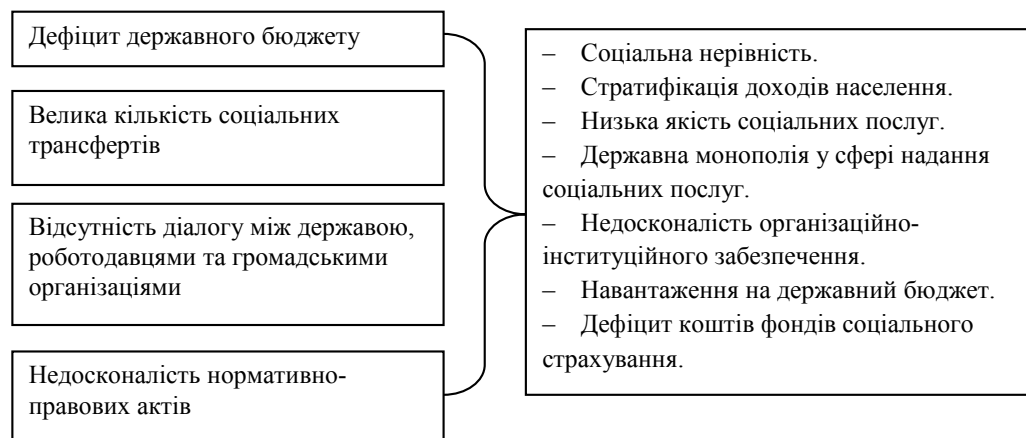 Дефіцит державного бюджету
Велика кількість соціальних
трансфертів
Відсутність діалогу між державою,
роботодавцями та громадськими
організаціями
Недосконалість нормативно-
правових актів
– Соціальна нерівність.
– Стратифікація доходів населення.
– Низька якість соціальних послуг.
– Державна монополія у сфері надання
соціальних послуг.
– Недосконалість організаційно-
інституційного забезпечення.
– Навантаження на державний бюджет.
– Дефіцит коштів фондів соціального
страхування.